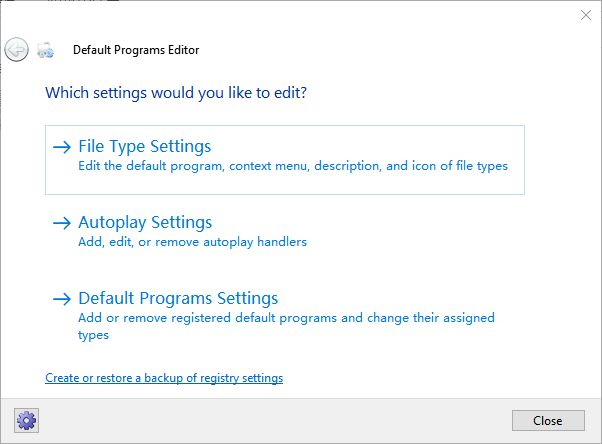 Default Programs Editor
Which settings would you like to edit?
File Type Settings
Edit the default program, context menu, description, and icon of file types
Autoplay Settings
Add, edit, or remove autoplay handlers
Default Programs Settings
Add or remove registered default programs and change their assigned
types
Create or restore a backup of registry settings
Close